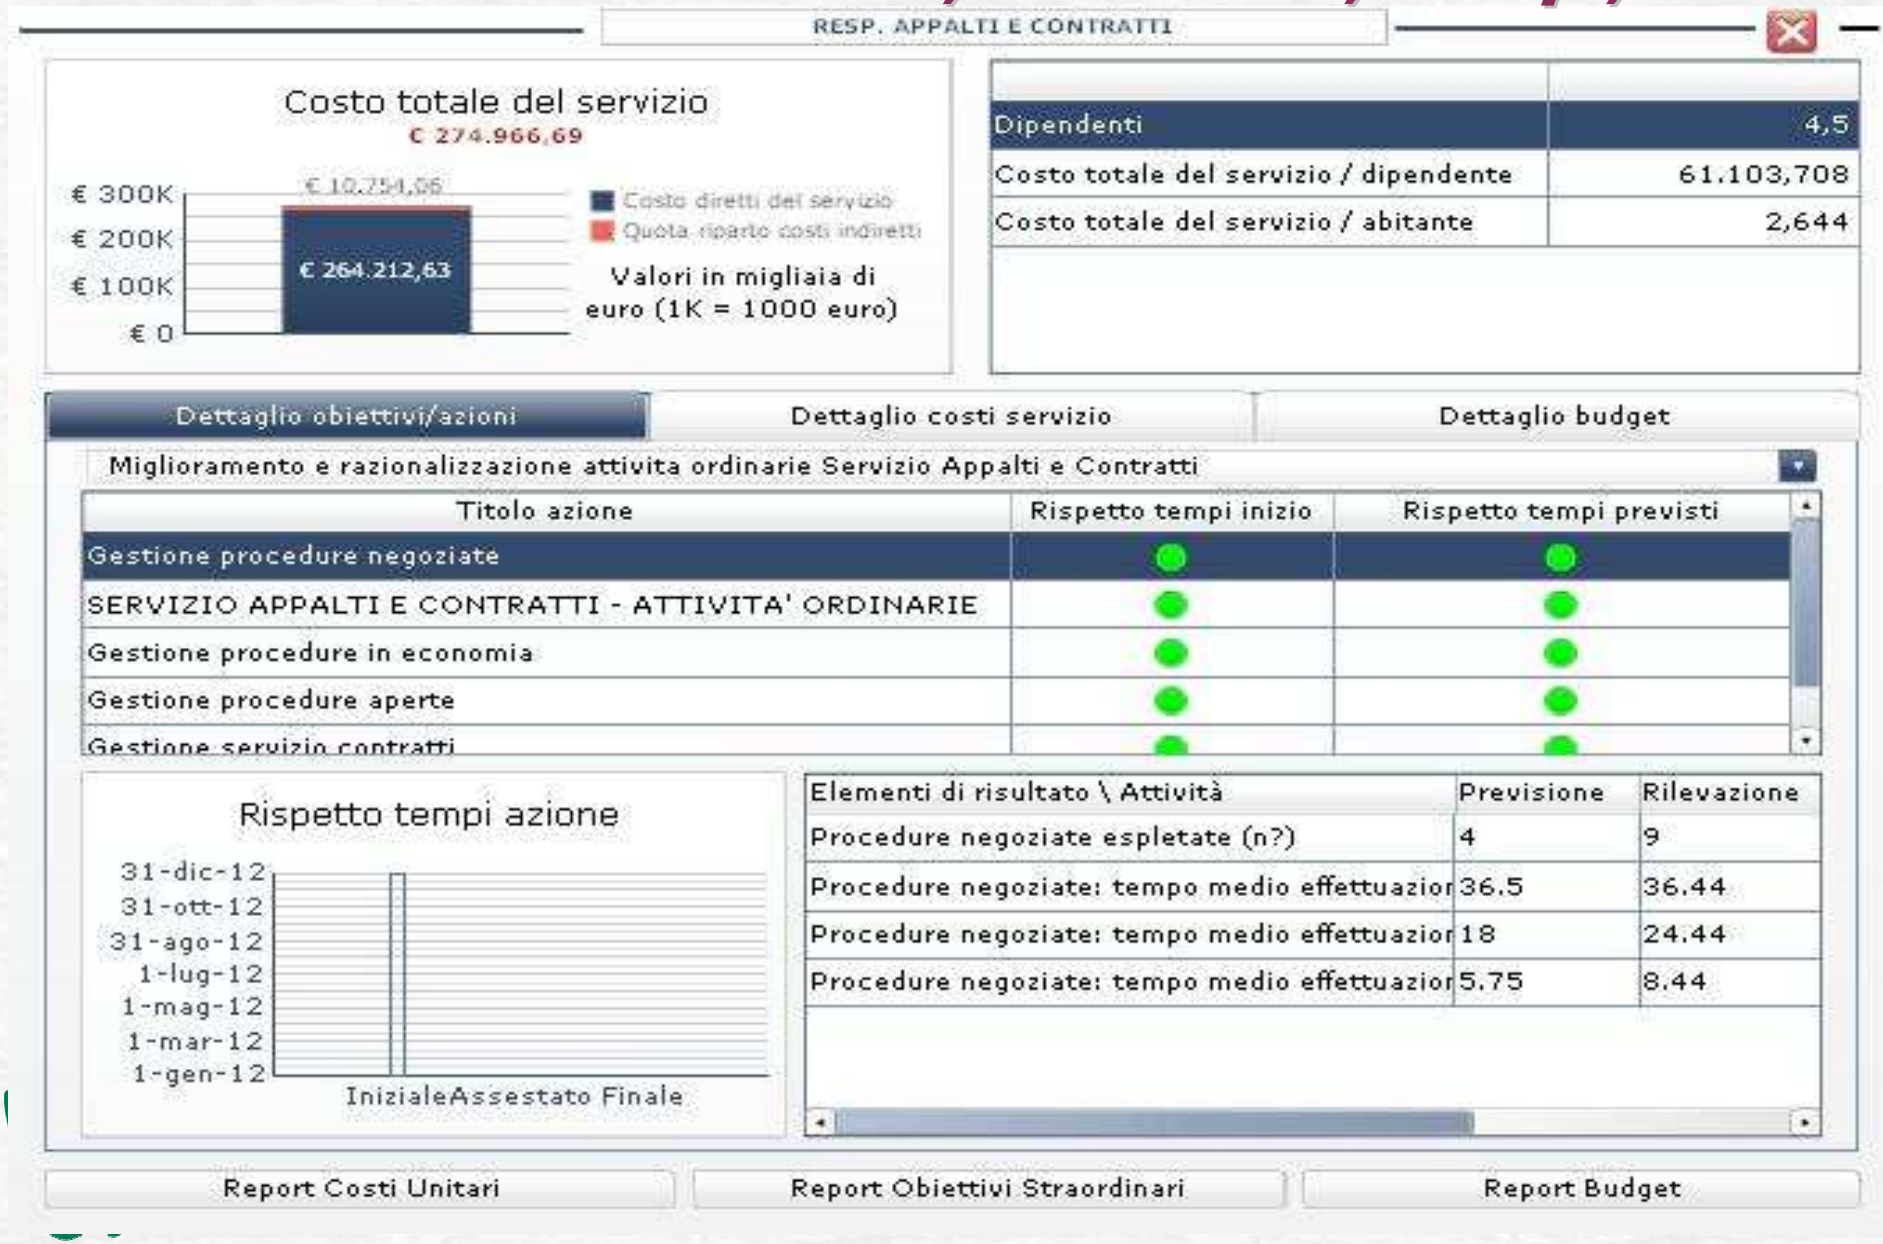 RESP. APPALTI E CONTRATTI
Costo totale del servizio
€ 274.966,69
€ 10.754,06
€ 300K
€ 200K
€ 100K
€ 0
€ 264.212,63
Costo diretti del servizio
Quota riparto costi indiretti
Valori in migliaia di
euro (1K = 1000 euro)
Dipendenti 4,5
Costo totale del servizio / dipendente 61.103,708
Costo totale del servizio / abitante 2,644
Dettaglio obiettivi/azioni
Dettaglio costi servizio
Dettaglio budget
Miglioramento e razionalizzazione attivita ordinarie Servizio Appalti e Contratti
Titolo azione Rispetto tempi inizio Rispetto tempi previsti
Gestione procedure negoziate
SERVIZIO APPALTI E CONTRATTI - ATTIVITA' ORDINARIE
Gestione procedure in economia
Gestione procedure aperte
Gestione servizio contratti
Rispetto tempi azione
31-dic-12
31-ott-12
31-ago-12
1-lug-12
1-mag-12
1-mar-12
1-gen-12
Iniziale Assestato Finale
Elementi di risultato \ Attività Previsione Rilevazione
Procedure negoziate espletate (n?) 4 9
Procedure negoziate: tempo medio effettuazior 36.5 36.44
Procedure negoziate: tempo medio effettuazior 18 24.44
Procedure negoziate: tempo medio effettuazior 5.75 8.44
Report Costi Unitari
Report Obiettivi Straordinari
Report Budget